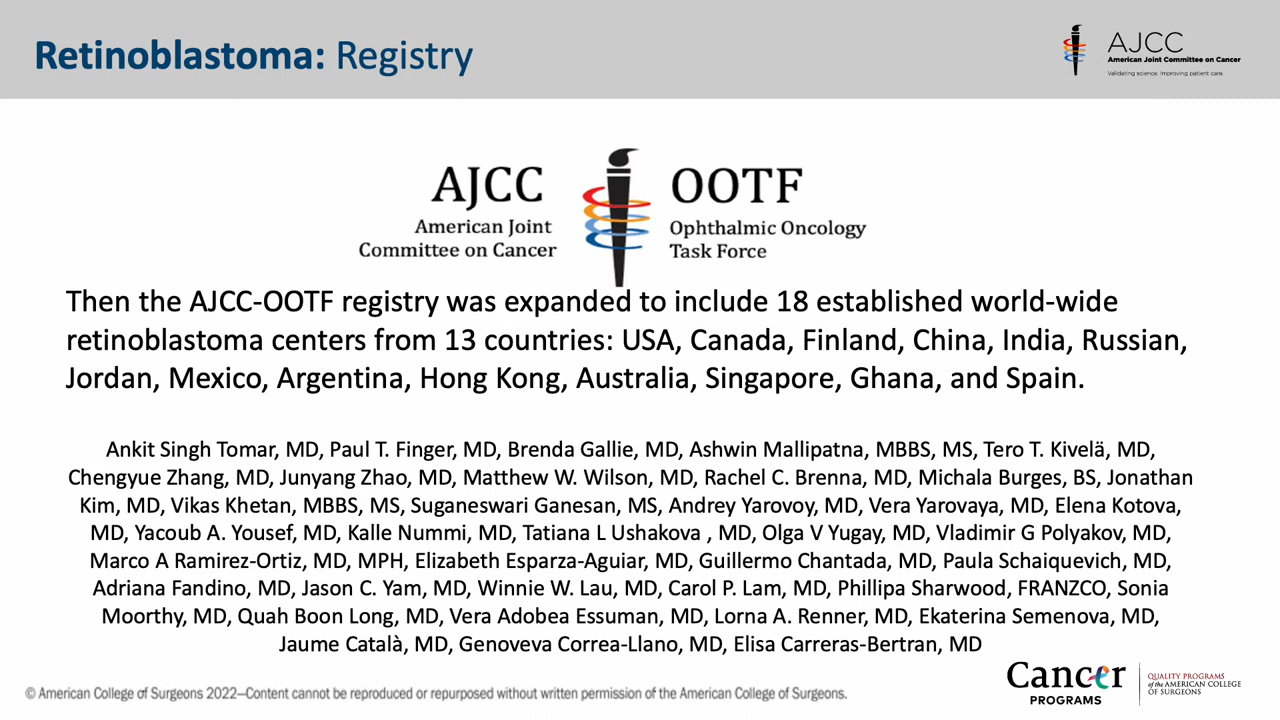 Retinoblastoma: Registry
AJCC
American Joint Committee on Cancer
Validating science. Improving patient care.
AJCC
American Joint
Committee on Cancer
OOTF
Ophthalmic Oncology
Task Force
Then the AJCC-OOTF registry was expanded to include 18 established world-wide
retinoblastoma centers from 13 countries: USA, Canada, Finland, China, India, Russian,
Jordan, Mexico, Argentina, Hong Kong, Australia, Singapore, Ghana, and Spain.
Ankit Singh Tomar, MD, Paul T. Finger, MD, Brenda Gallie, MD, Ashwin Mallipatna, MBBS, MS, Tero T. Kivelä, MD,
Chengyue Zhang, MD, Junyang Zhao, MD, Matthew W. Wilson, MD, Rachel C. Brenna, MD, Michala Burges, BS, Jonathan
Kim, MD, Vikas Khetan, MBBS, MS, Suganeswari Ganesan, MS, Andrey Yarovoy, MD, Vera Yarovaya, MD, Elena Kotova,
MD, Yacoub A. Yousef, MD, Kalle Nummi, MD, Tatiana L Ushakova , MD, Olga V Yugay, MD, Vladimir G Polyakov, MD,
Marco A Ramirez-Ortiz, MD, MPH, Elizabeth Esparza-Aguiar, MD, Guillermo Chantada, MD, Paula Schaiquevich, MD,
Adriana Fandino, MD, Jason C. Yam, MD, Winnie W. Lau, MD, Carol P. Lam, MD, Phillipa Sharwood, FRANZCO, Sonia
Moorthy, MD, Quah Boon Long, MD, Vera Adobea Essuman, MD, Lorna A. Renner, MD, Ekaterina Semenova, MD,
Jaume Català, MD, Genoveva Correa-Llano, MD, Elisa Carreras-Bertran, MD
© American College of Surgeons 2022—Content cannot be reproduced or repurposed without written permission of the American College of Surgeons.
Cancer
PROGRAMS
QUALITY PROGRAMS
of the AMERICAN COLLEGE
OF SURGEONS